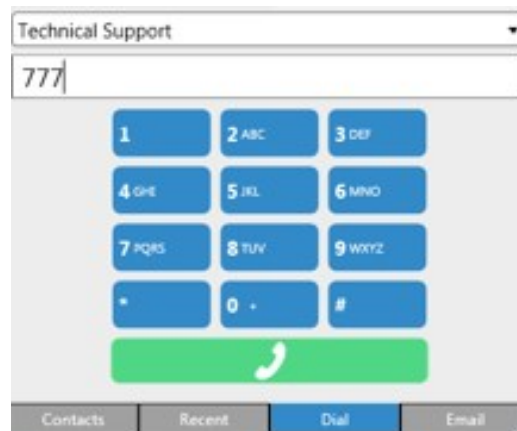 Technical Support
777
1 2 ABC 3 DEF
4 GHI 5 JKL 6 MNO
7 PQRS 8 TUV 9 WXYZ
* 0 + #
Contacts Recent Dial Email